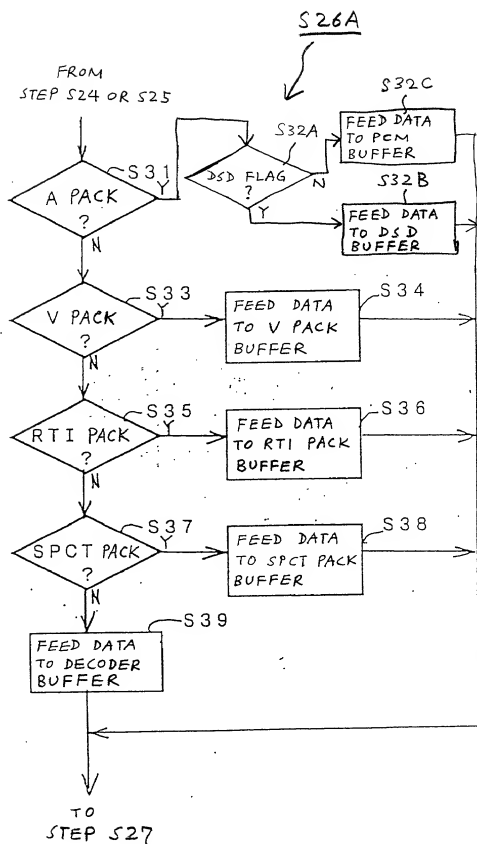 S26A
FROM
STEP S24 OR S25
S32C
FEED DATA
TO PCM
BUFFER
S32A
DSD FLAG
?
N
Y
S32B
FEED DATA
TO DSD
BUFFER
S31
A PACK
?
Y
N
S33
V PACK
?
Y
N
S34
FEED DATA
TO V PACK
BUFFER
S35
RTI PACK
?
Y
N
S36
FEED DATA
TO RTI PACK
BUFFER
S37
SPCT PACK
?
Y
N
S38
FEED DATA
TO SPCT PACK
BUFFER
S39
FEED DATA
TO DECODER
BUFFER
TO
STEP S27